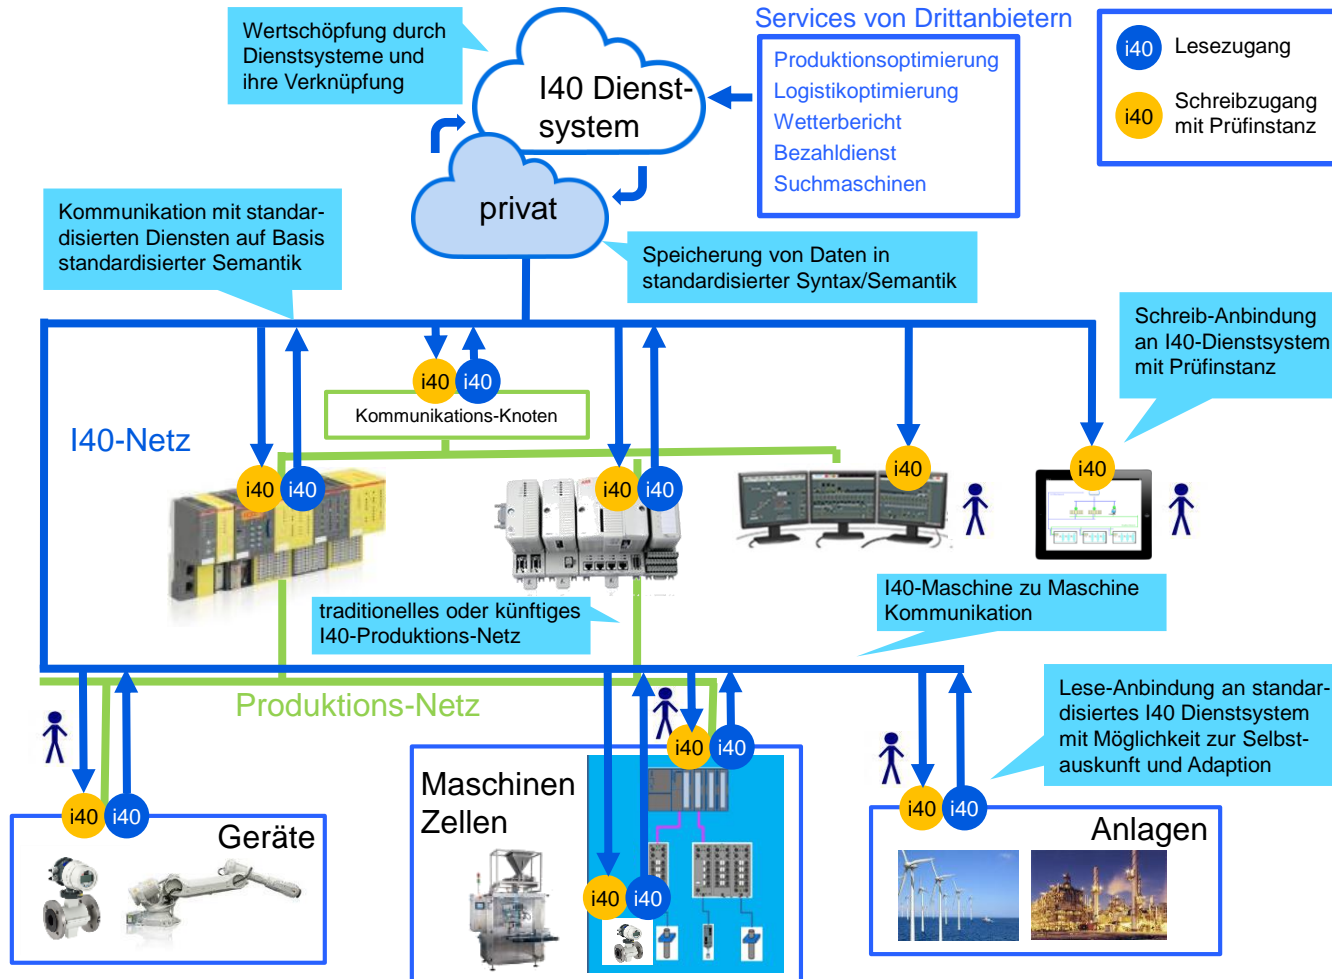 Services von Drittanbietern
Wertschöpfung durch
Dienstsysteme und
ihre Verknüpfung
I40 Dienst-
system
Produktionsoptimierung
Logistikoptimierung
Wetterbericht
Bezahldienst
Suchmaschinen
i40 Lesezugang
i40 Schreibzugang
mit Prüfinstanz
privat
Kommunikation mit standar-
disierten Diensten auf Basis
standardisierter Semantik
Speicherung von Daten in
standardisierter Syntax/Semantik
Schreib-Anbindung
an I40-Dienstsystem
mit Prüfinstanz
i40 i40
Kommunikations-Knoten
I40-Netz
i40 i40
i40 i40
i40
i40
traditionelles oder künftiges
I40-Produktions-Netz
I40-Maschine zu Maschine
Kommunikation
Produktions-Netz
Lese-Anbindung an standar-
disiertes I40 Dienstsystem
mit Möglichkeit zur Selbst-
auskunft und Adaption
i40 i40
Geräte
i40 i40
Maschinen
Zellen
i40 i40
i40 i40
Anlagen